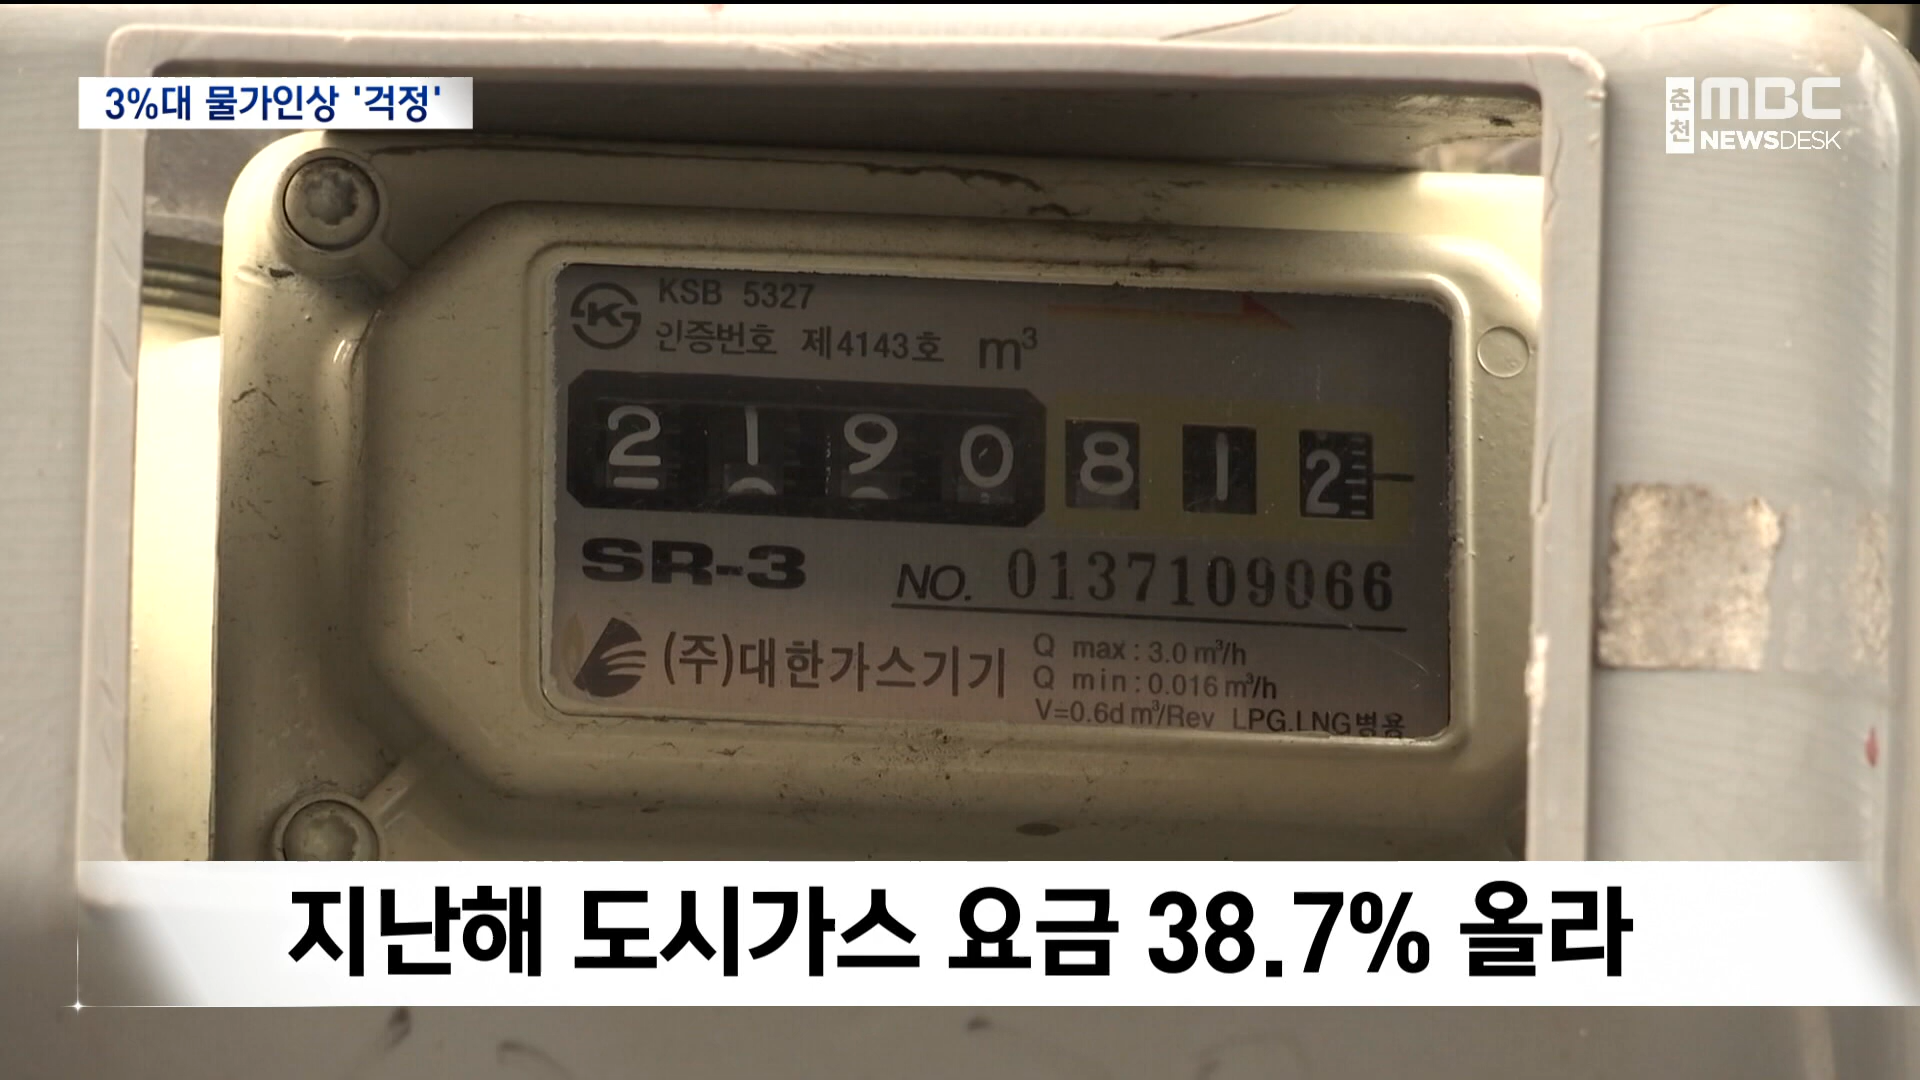 3%대 물가인상 '걱정'
춘천 MBC
NEWSDESK
KSB 5327
인증번호 제4143호 m³
2190812
SR-3 NO. 0137109066
(주)대한가스기기
Q max : 3.0 m³/h
Q min : 0.016 m³/h
V=0.6d m³/Rev LPG.LNG병용
지난해 도시가스 요금 38.7% 올라